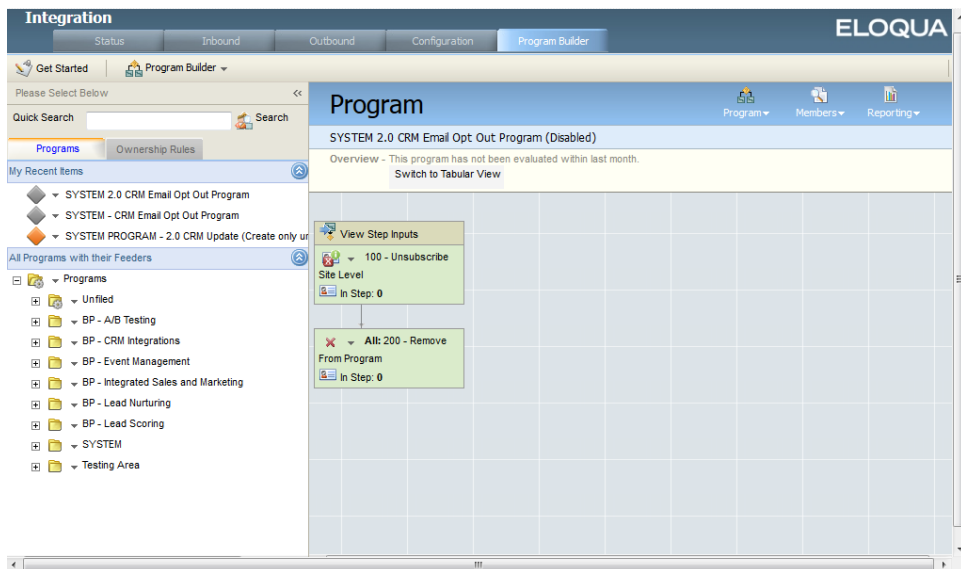 Integration
ELOQUA
Status
Inbound
Outbound
Configuration
Program Builder
Get Started
Program Builder
Please Select Below
<<
Quick Search
Search
Programs
Ownership Rules
My Recent Items
SYSTEM 2.0 CRM Email Opt Out Program
SYSTEM - CRM Email Opt Out Program
SYSTEM PROGRAM - 2.0 CRM Update (Create only
All Programs with their Feeders
Programs
Unfiled
BP - A/B Testing
BP - CRM Integrations
BP - Event Management
BP - Integrated Sales and Marketing
BP - Lead Nurturing
BP - Lead Scoring
SYSTEM
Testing Area
Program
Program
Members
Reporting
SYSTEM 2.0 CRM Email Opt Out Program (Disabled)
Overview - This program has not been evaluated within last month.
Switch to Tabular View
View Step Inputs
100 - Unsubscribe
Site Level
In Step: 0
All: 200 - Remove
From Program
In Step: 0